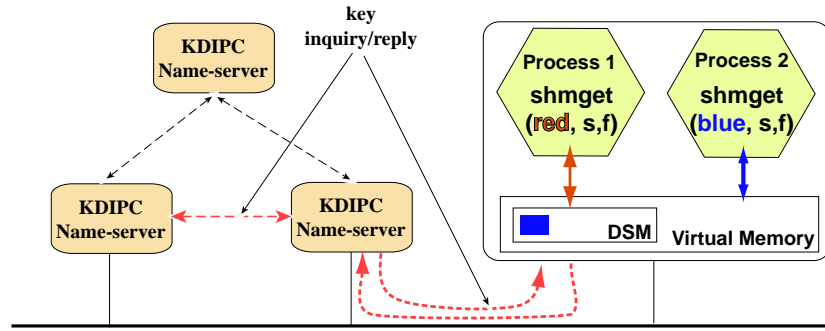 key
inquiry/reply
KDIPC
Name-server
Process 1
shmget
(red, s,f)
Process 2
shmget
(blue, s,f)
KDIPC
Name-server
KDIPC
Name-server
DSM
Virtual Memory